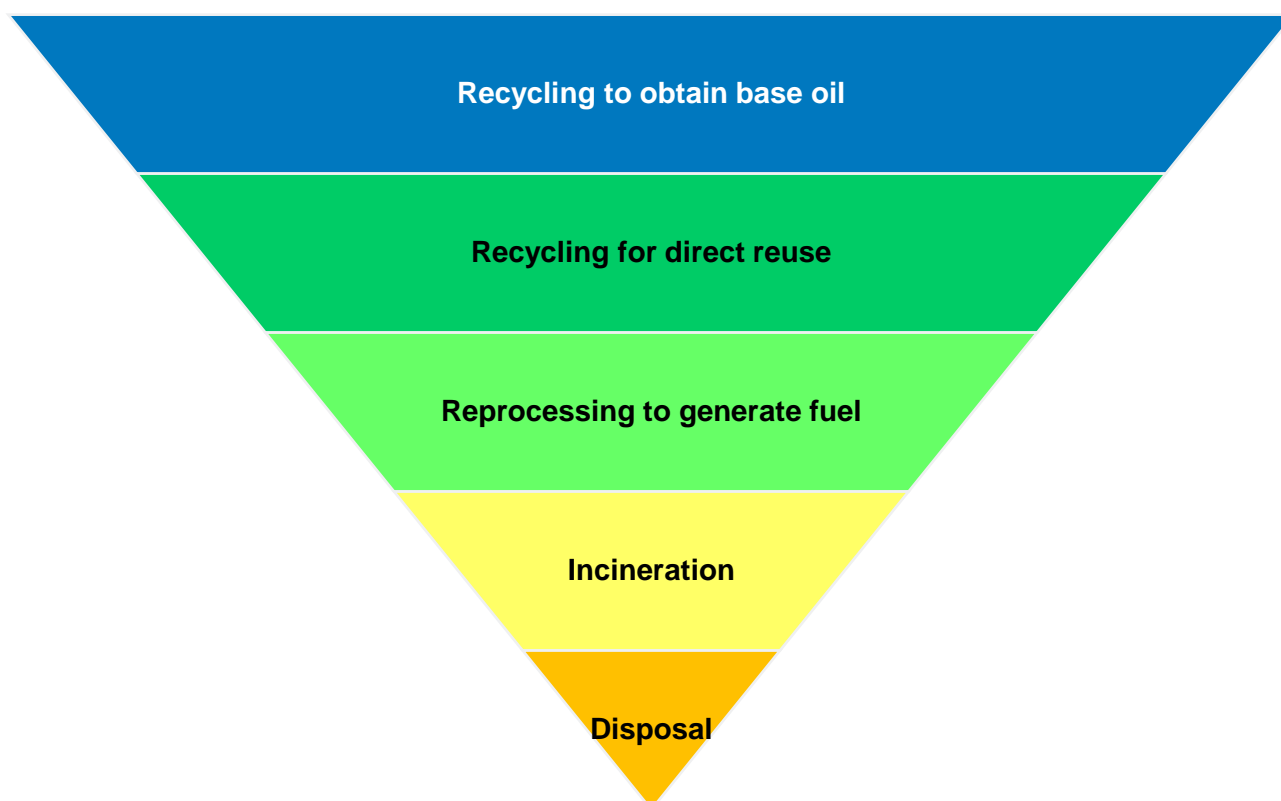 Recycling to obtain base oil
Recycling for direct reuse
Reprocessing to generate fuel
Incineration
Disposal